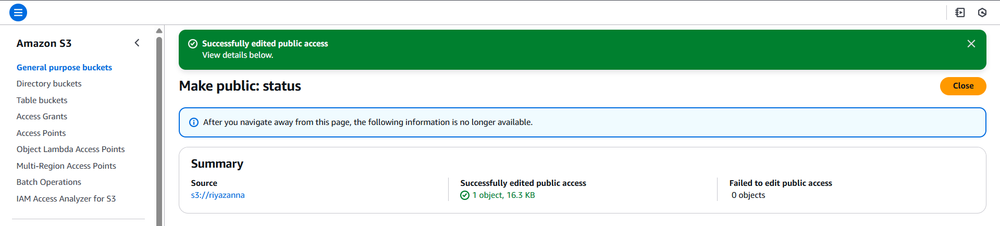 Amazon S3
General purpose buckets
Directory buckets
Table buckets
Access Grants
Access Points
Object Lambda Access Points
Multi-Region Access Points
Batch Operations
IAM Access Analyzer for S3
Successfully edited public access
View details below.
Make public: status
Close
After you navigate away from this page, the following information is no longer available.
Summary
Source
s3://riyazanna
Successfully edited public access
1 object, 16.3 KB
Failed to edit public access
0 objects